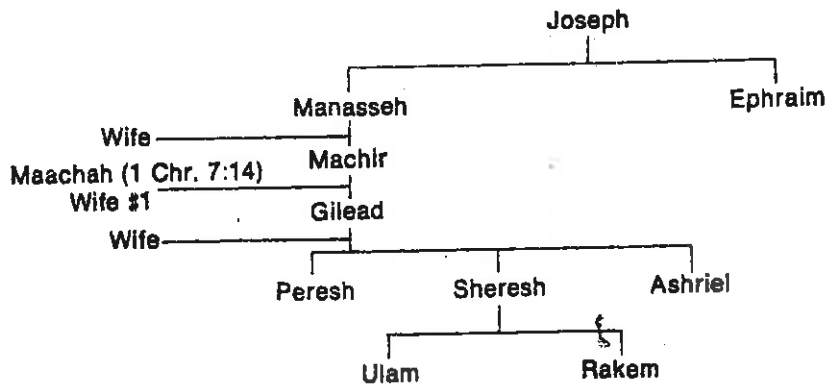 Joseph
Manasseh
Ephraim
Wife
Machir
Maachah (1 Chr. 7:14)
Wife #1
Gilead
Wife
Peresh Sheresh Ashriel
Ulam Rakem